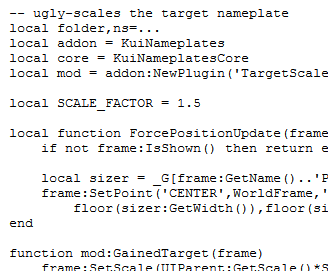 -- ugly-scales the target nameplate
local folder,ns=...
local addon = KuiNameplates
local core = KuiNameplatesCore
local mod = addon:NewPlugin('TargetScale
local SCALE_FACTOR = 1.5
local function ForcePositionUpdate(frame
if not frame:IsShown() then return e
local sizer = _G[frame:GetName()..'P
frame:SetPoint('CENTER',WorldFrame,'
floor(sizer:GetWidth()),floor(si
end
function mod:GainedTarget(frame)
frame:SetScale(UIParent:GetScale()*S